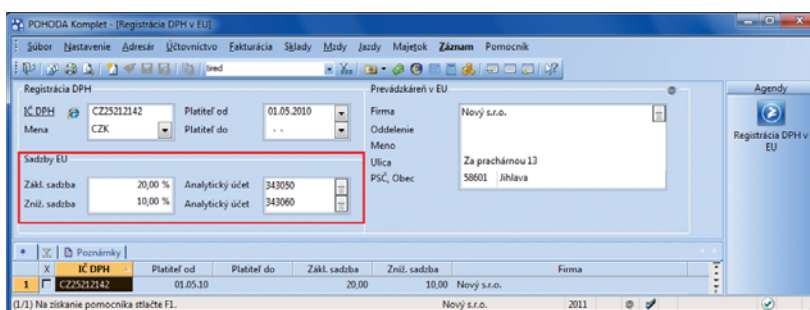 POHODA Komplet - [Registrácia DPH v EU]
Súbor Nastavenie Adresár Účtovníctvo Fakturácia Sklady Mzdy Jazdy Majetok Záznam Pomocník
tred
Registrácia DPH
IČ DPH CZ25212142 Platiteľ od 01.05.2010
Mena CZK Platiteľ do . .
Sadzby EU
Zákl. sadzba 20,00 % Analytický účet 343050
Zníž. sadzba 10,00 % Analytický účet 343060
Prevádzkáreň v EU
Firma Nový s.r.o.
Oddelenie
Meno
Ulica Za prachárnou 13
PSČ, Obec 58601 Jihlava
Agendy
Registrácia DPH v
EU
Poznámky
X IČ DPH Platiteľ od Platiteľ do Zákl. sadzba Zníž. sadzba Firma
1 CZ25212142 01.05.10 20,00 10,00 Nový s.r.o.
(1/1) Na získanie pomocníka stlačte F1. Nový s.r.o. 2011